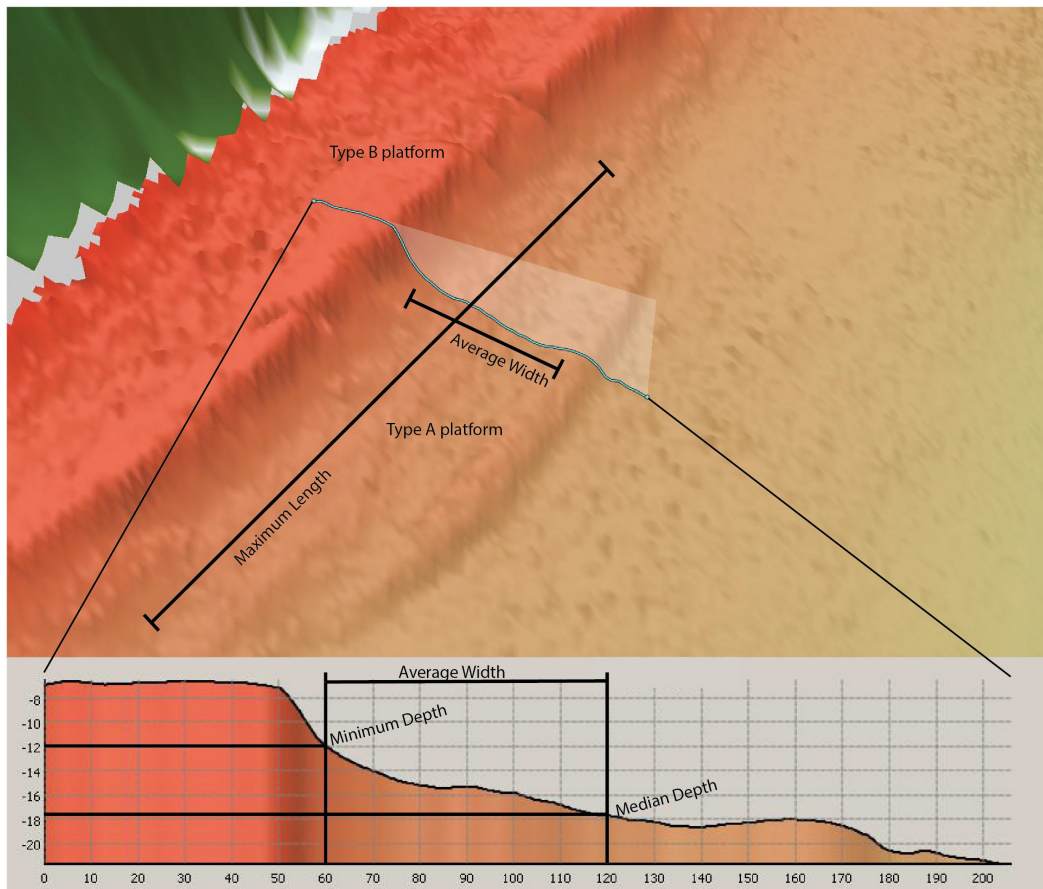 Type B platform
Average Width
Type A platform
Maximum Length
Average Width
Minimum Depth
Median Depth
-8
-10
-12
-14
-16
-18
-20
0 10 20 30 40 50 60 70 80 90 100 110 120 130 140 150 160 170 180 190 200